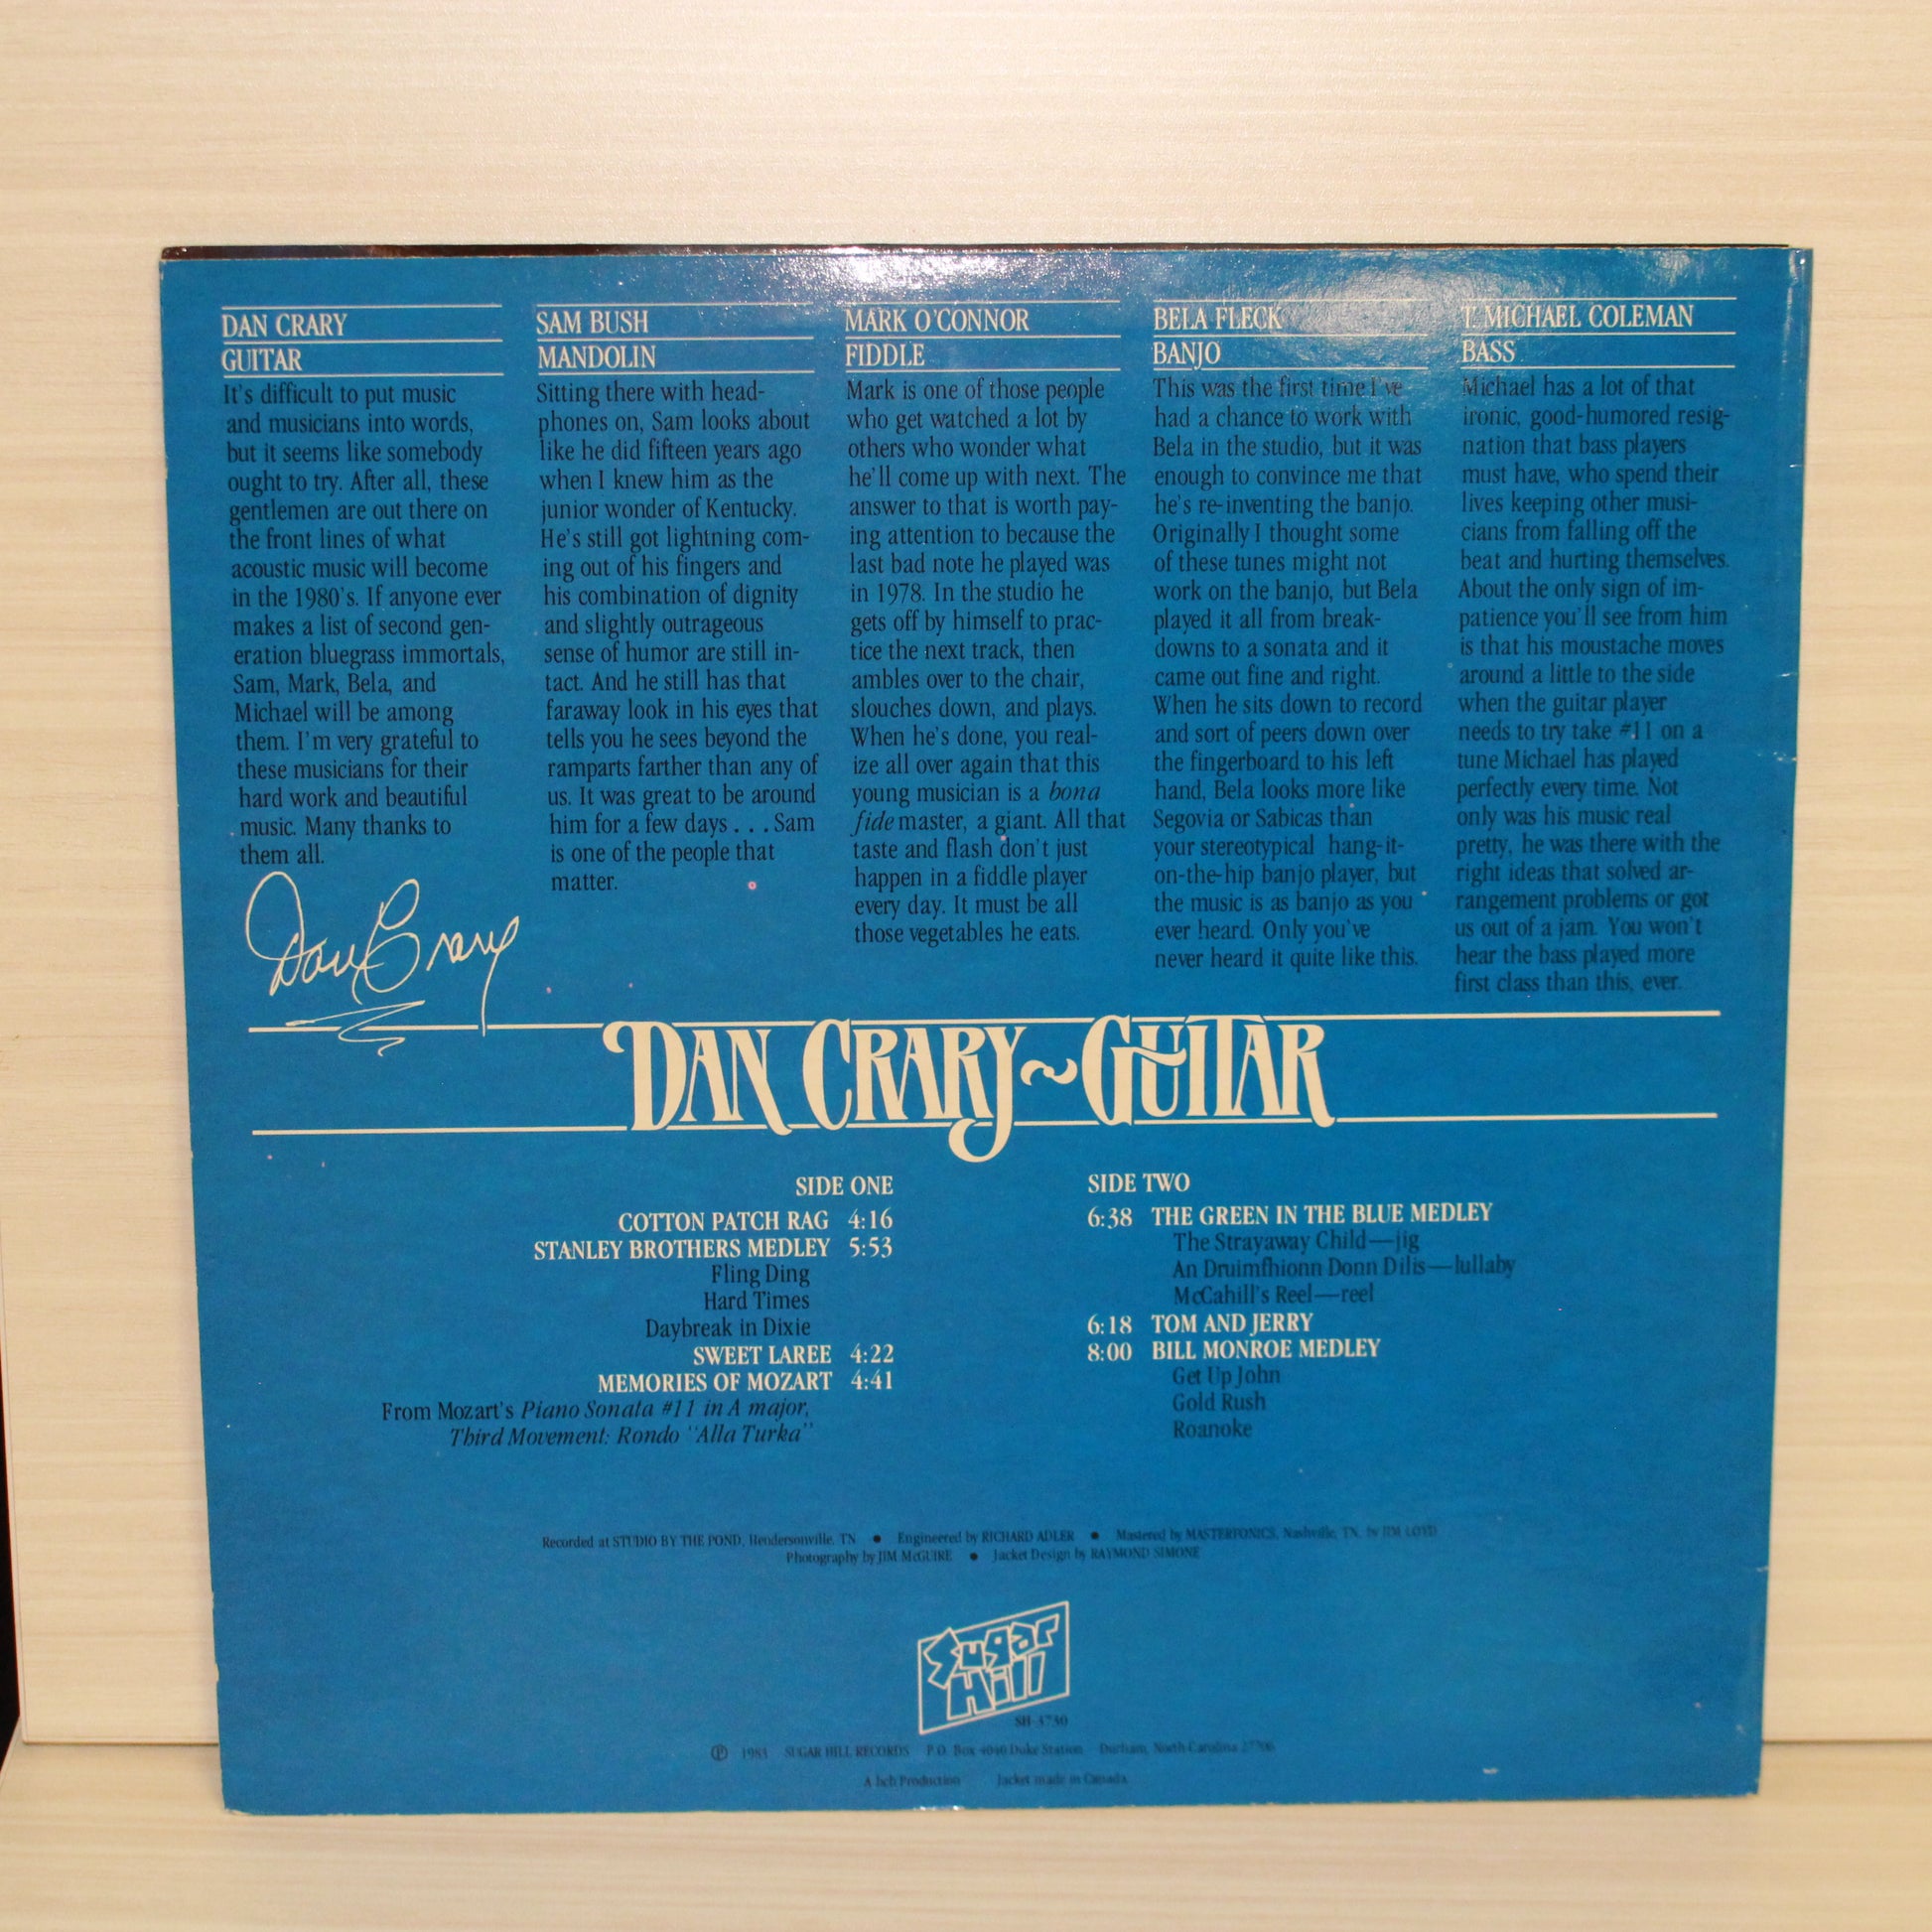 DAN CRARY
GUITAR
It's difficult to put music
and musicians into words,
but it seems like somebody
ought to try. After all, these
gentlemen are out there on
the front lines of what
acoustic music will become
in the 1980's. If anyone ever
makes a list of second gen-
eration bluegrass immortals,
Sam, Mark, Bela, and
Michael will be among
them. I'm very grateful to
these musicians for their
hard work and beautiful
music. Many thanks to
them all.
Dan Crary
SAM BUSH
MANDOLIN
Sitting there with head-
phones on, Sam looks about
like he did fifteen years ago
when I knew him as the
junior wonder of Kentucky.
He's still got lightning com-
ing out of his fingers and
his combination of dignity
and slightly outrageous
sense of humor are still in-
tact. And he still has that
faraway look in his eyes that
tells you he sees beyond the
ramparts farther than any of
us. It was great to be around
him for a few days . . . Sam
is one of the people that
matter.
MARK O'CONNOR
FIDDLE
Mark is one of those people
who get watched a lot by
others who wonder what
he'll come up with next. The
answer to that is worth pay-
ing attention to because the
last bad note he played was
in 1978. In the studio he
gets off by himself to prac-
tice the next track, then
ambles over to the chair,
slouches down, and plays.
When he's done, you real-
ize all over again that this
young musician is a bona
fide master, a giant. All that
taste and flash don't just
happen in a fiddle player
every day. It must be all
those vegetables he eats.
BELA FLECK
BANJO
This was the first time I've
had a chance to work with
Bela in the studio, but it was
enough to convince me that
he's re-inventing the banjo.
Originally I thought some
of these tunes might not
work on the banjo, but Bela
played it all from break-
downs to a sonata and it
came out fine and right.
When he sits down to record
and sort of peers down over
the fingerboard to his left
hand, Bela looks more like
Segovia or Sabicas than
your stereotypical hang-it-
on-the-hip banjo player, but
the music is as banjo as you
ever heard. Only you've
never heard it quite like this.
T. MICHAEL COLEMAN
BASS
Michael has a lot of that
ironic, good-humored resig-
nation that bass players
must have, who spend their
lives keeping other musi-
cians from falling off the
beat and hurting themselves.
About the only sign of im-
patience you'll see from him
is that his moustache moves
around a little to the side
when the guitar player
needs to try take #11 on a
tune Michael has played
perfectly every time. Not
only was his music real
pretty, he was there with the
right ideas that solved ar-
rangement problems or got
us out of a jam. You won't
hear the bass played more
first class than this, ever.
DAN CRARY~GUITAR
SIDE ONE
COTTON PATCH RAG 4:16
STANLEY BROTHERS MEDLEY 5:53
Fling Ding
Hard Times
Daybreak in Dixie
SWEET LAREE 4:22
MEMORIES OF MOZART 4:41
From Mozart's Piano Sonata #11 in A major,
Third Movement: Rondo "Alla Turka"
SIDE TWO
6:38 THE GREEN IN THE BLUE MEDLEY
The Strayaway Child—jig
An Druimfhionn Donn Dilis—lullaby
McCahill's Reel—reel
6:18 TOM AND JERRY
8:00 BILL MONROE MEDLEY
Get Up John
Gold Rush
Roanoke
Recorded at STUDIO BY THE POND, Hendersonville, TN • Engineered by RICHARD ADLER • Mastered by MASTERFONICS, Nashville, TN, by JIM LOYD
Photography by JIM McGUIRE • Jacket Design by RAYMOND SIMONE
Sugar
Hill
SH-3730
℗ 1983 SUGAR HILL RECORDS P.O. Box 4040 Duke Station Durham, North Carolina 27706
A Production Jacket made in Canada